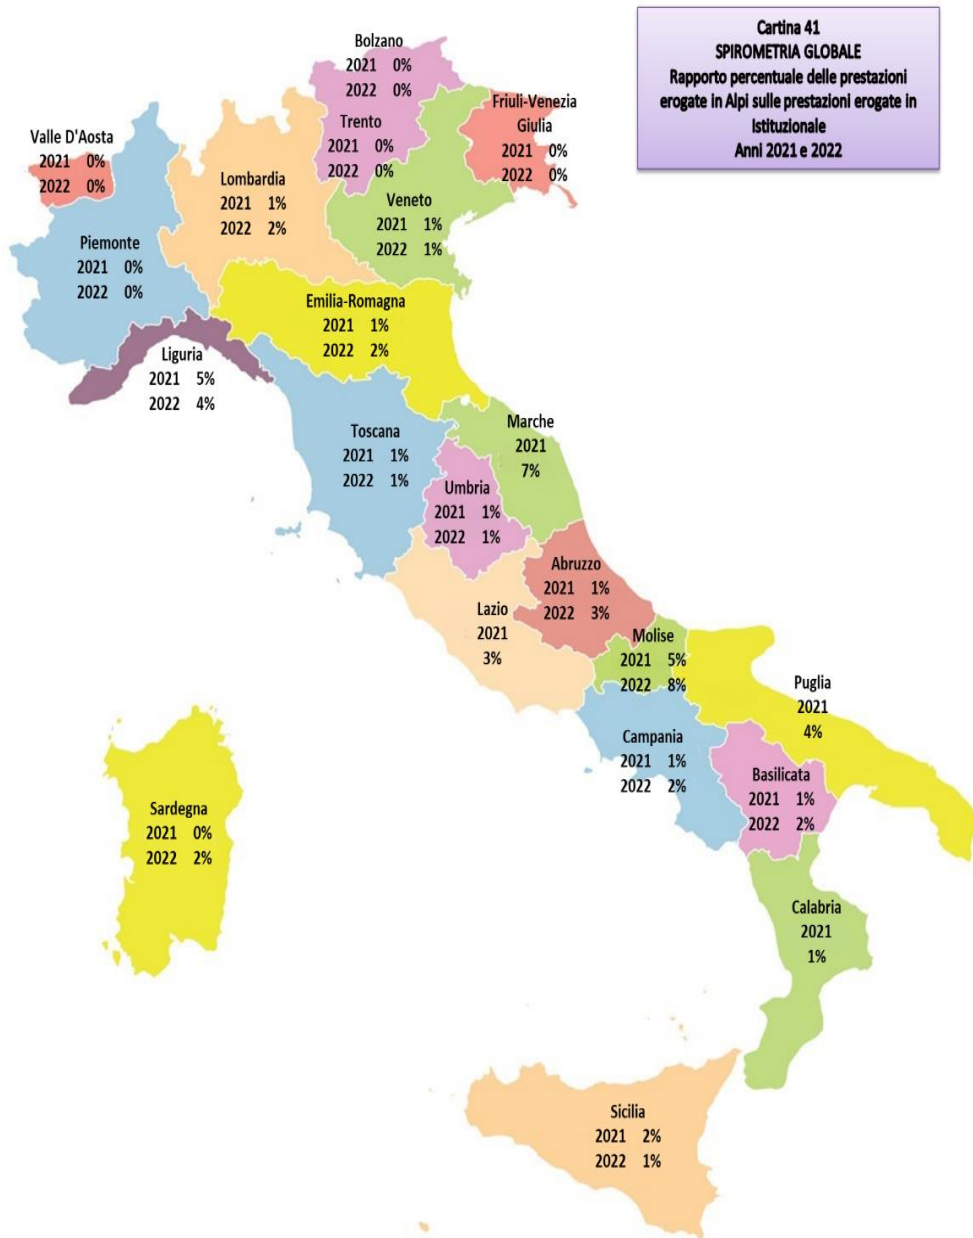 Cartina 41
SPIROMETRIA GLOBALE
Rapporto percentuale delle prestazioni
erogate in Alpi sulle prestazioni erogate in
Istituzionale
Anni 2021 e 2022
Bolzano
2021 0%
2022 0%
Trento
2021 0%
2022 0%
Friuli-Venezia
Giulia
2021 0%
2022 0%
Valle D'Aosta
2021 0%
2022 0%
Lombardia
2021 1%
2022 2%
Veneto
2021 1%
2022 1%
Piemonte
2021 0%
2022 0%
Emilia-Romagna
2021 1%
2022 2%
Liguria
2021 5%
2022 4%
Toscana
2021 1%
2022 1%
Marche
2021
7%
Umbria
2021 1%
2022 1%
Abruzzo
2021 1%
2022 3%
Lazio
2021
3%
Molise
2021 5%
2022 8%
Puglia
2021
4%
Campania
2021 1%
2022 2%
Basilicata
2021 1%
2022 2%
Sardegna
2021 0%
2022 2%
Calabria
2021
1%
Sicilia
2021 2%
2022 1%